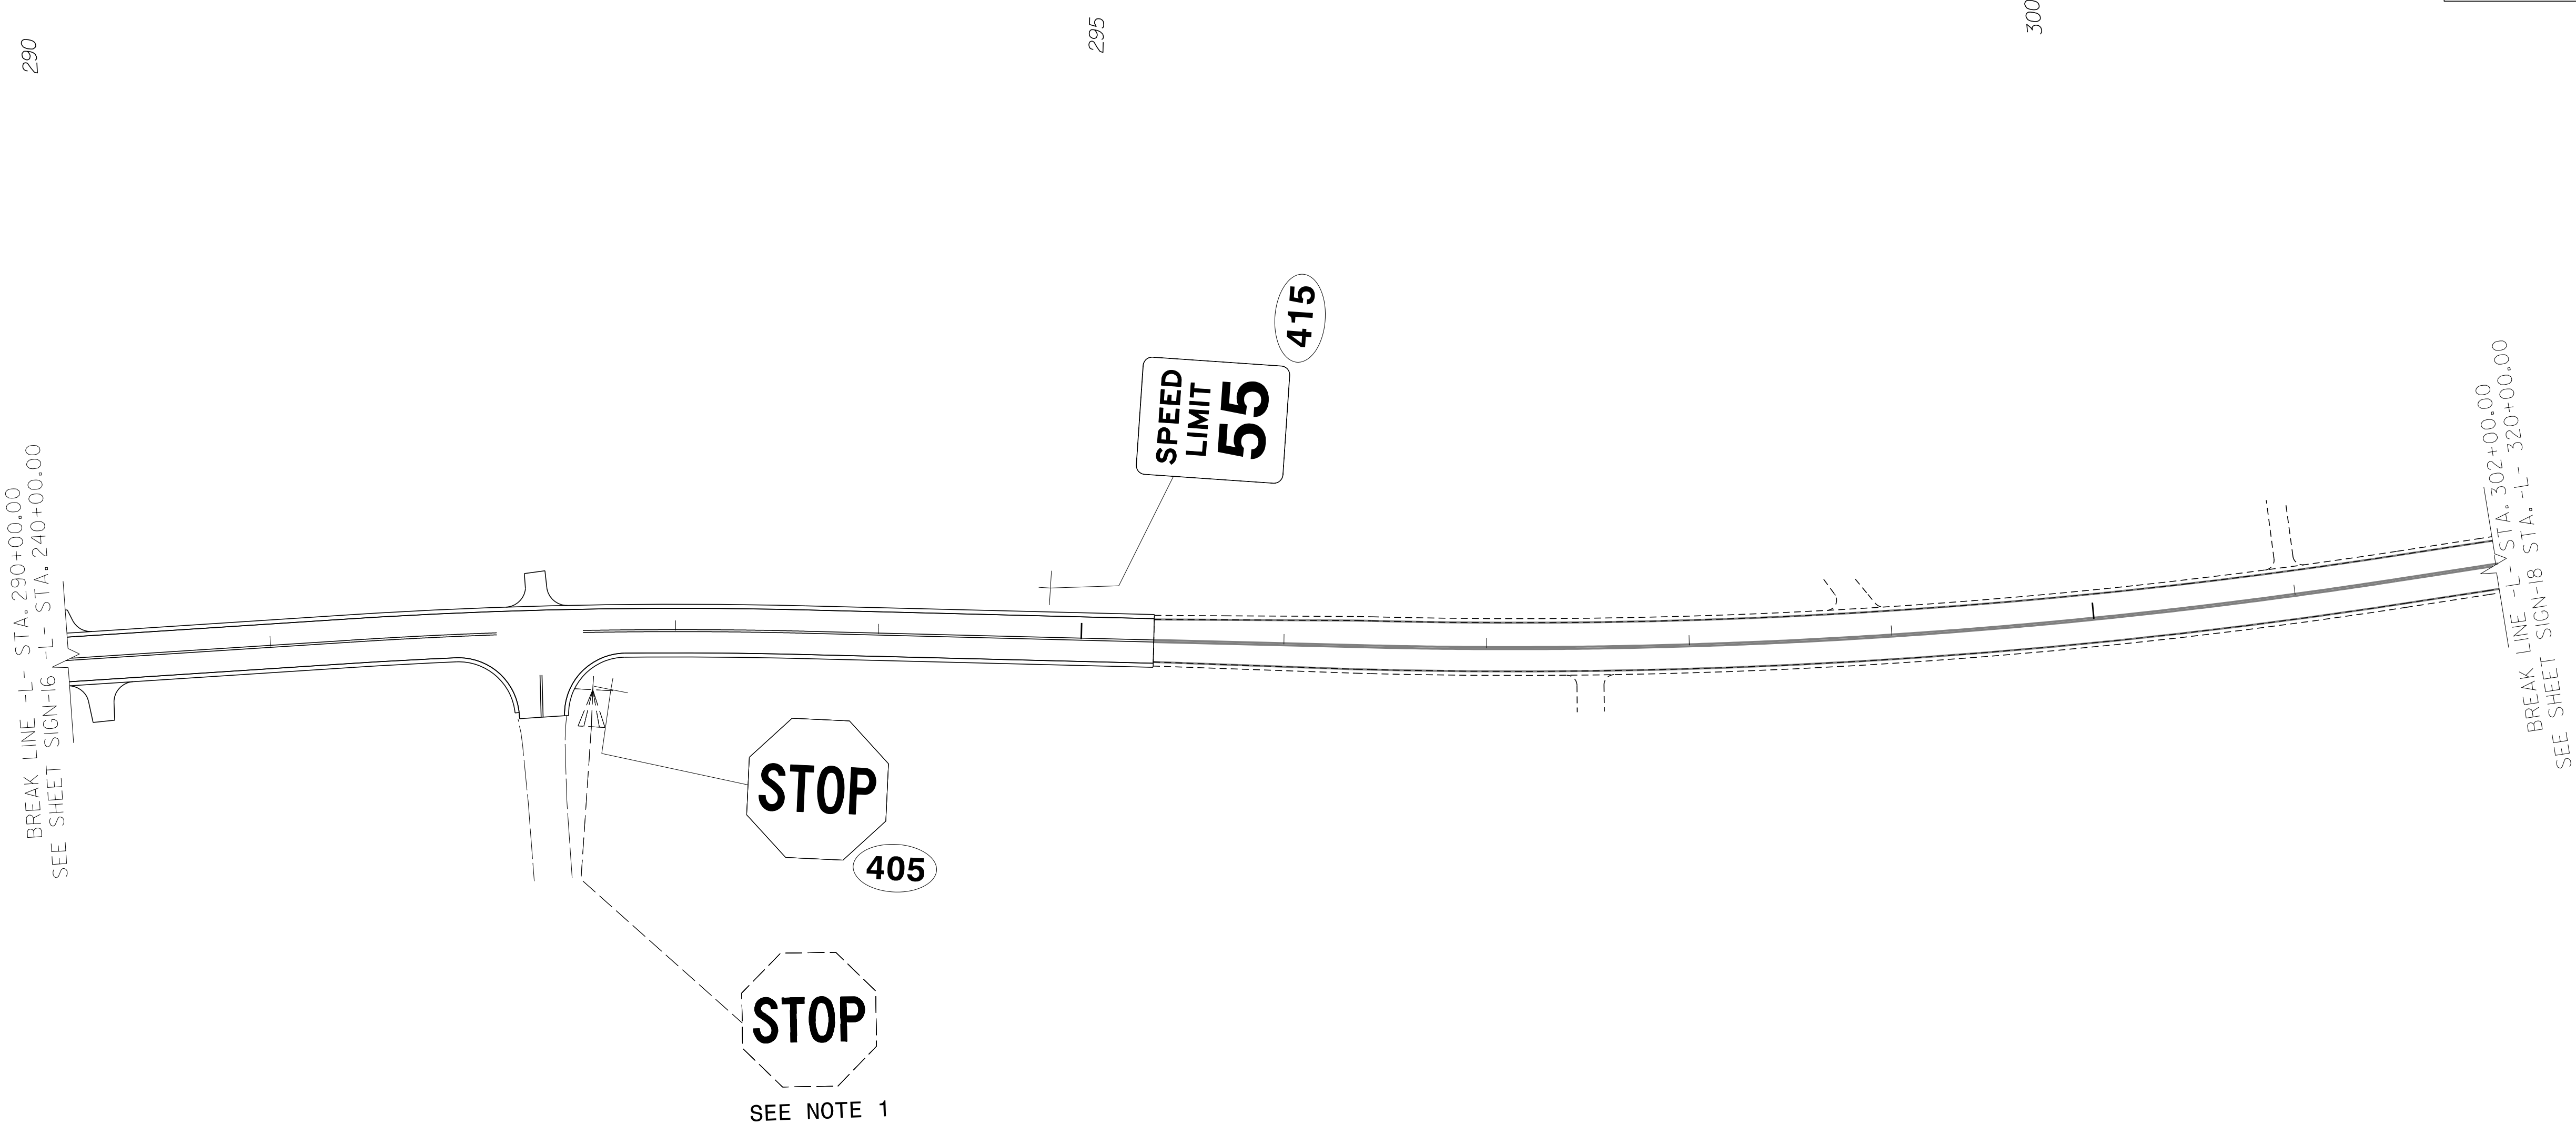 290
295
300
415
SPEED
LIMIT
55
BREAK LINE -L- STA. 290+00.00
SEE SHEET SIGN-16 -L- STA. 240+00.00
BREAK LINE -L- STA. 302+00.00
SEE SHEET SIGN-18 STA. -L- 320+00.00
STOP
405
STOP
SEE NOTE 1